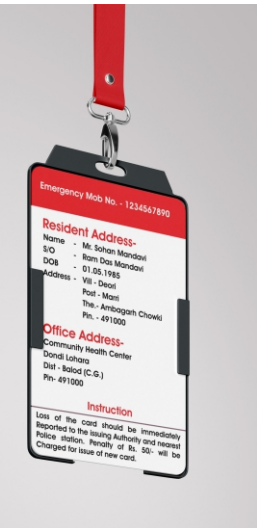 Emergency Mob No. - 1234567890
Resident Address-
Name - Mr. Sohan Mandavi
S/O - Ram Das Mandavi
DOB - 01.05.1985
Address - Vill - Deori
Post - Marri
The.- Ambagarh Chowki
Pin. - 491000
Office Address-
Community Health Center
Dondi Lohara
Dist - Balod (C.G.)
Pin- 491000
Instruction
Loss of the card should be immediately
Reported to the issuing Authority and nearest
Police station. Penalty of Rs. 50/- will be
Charged for issue of new card.